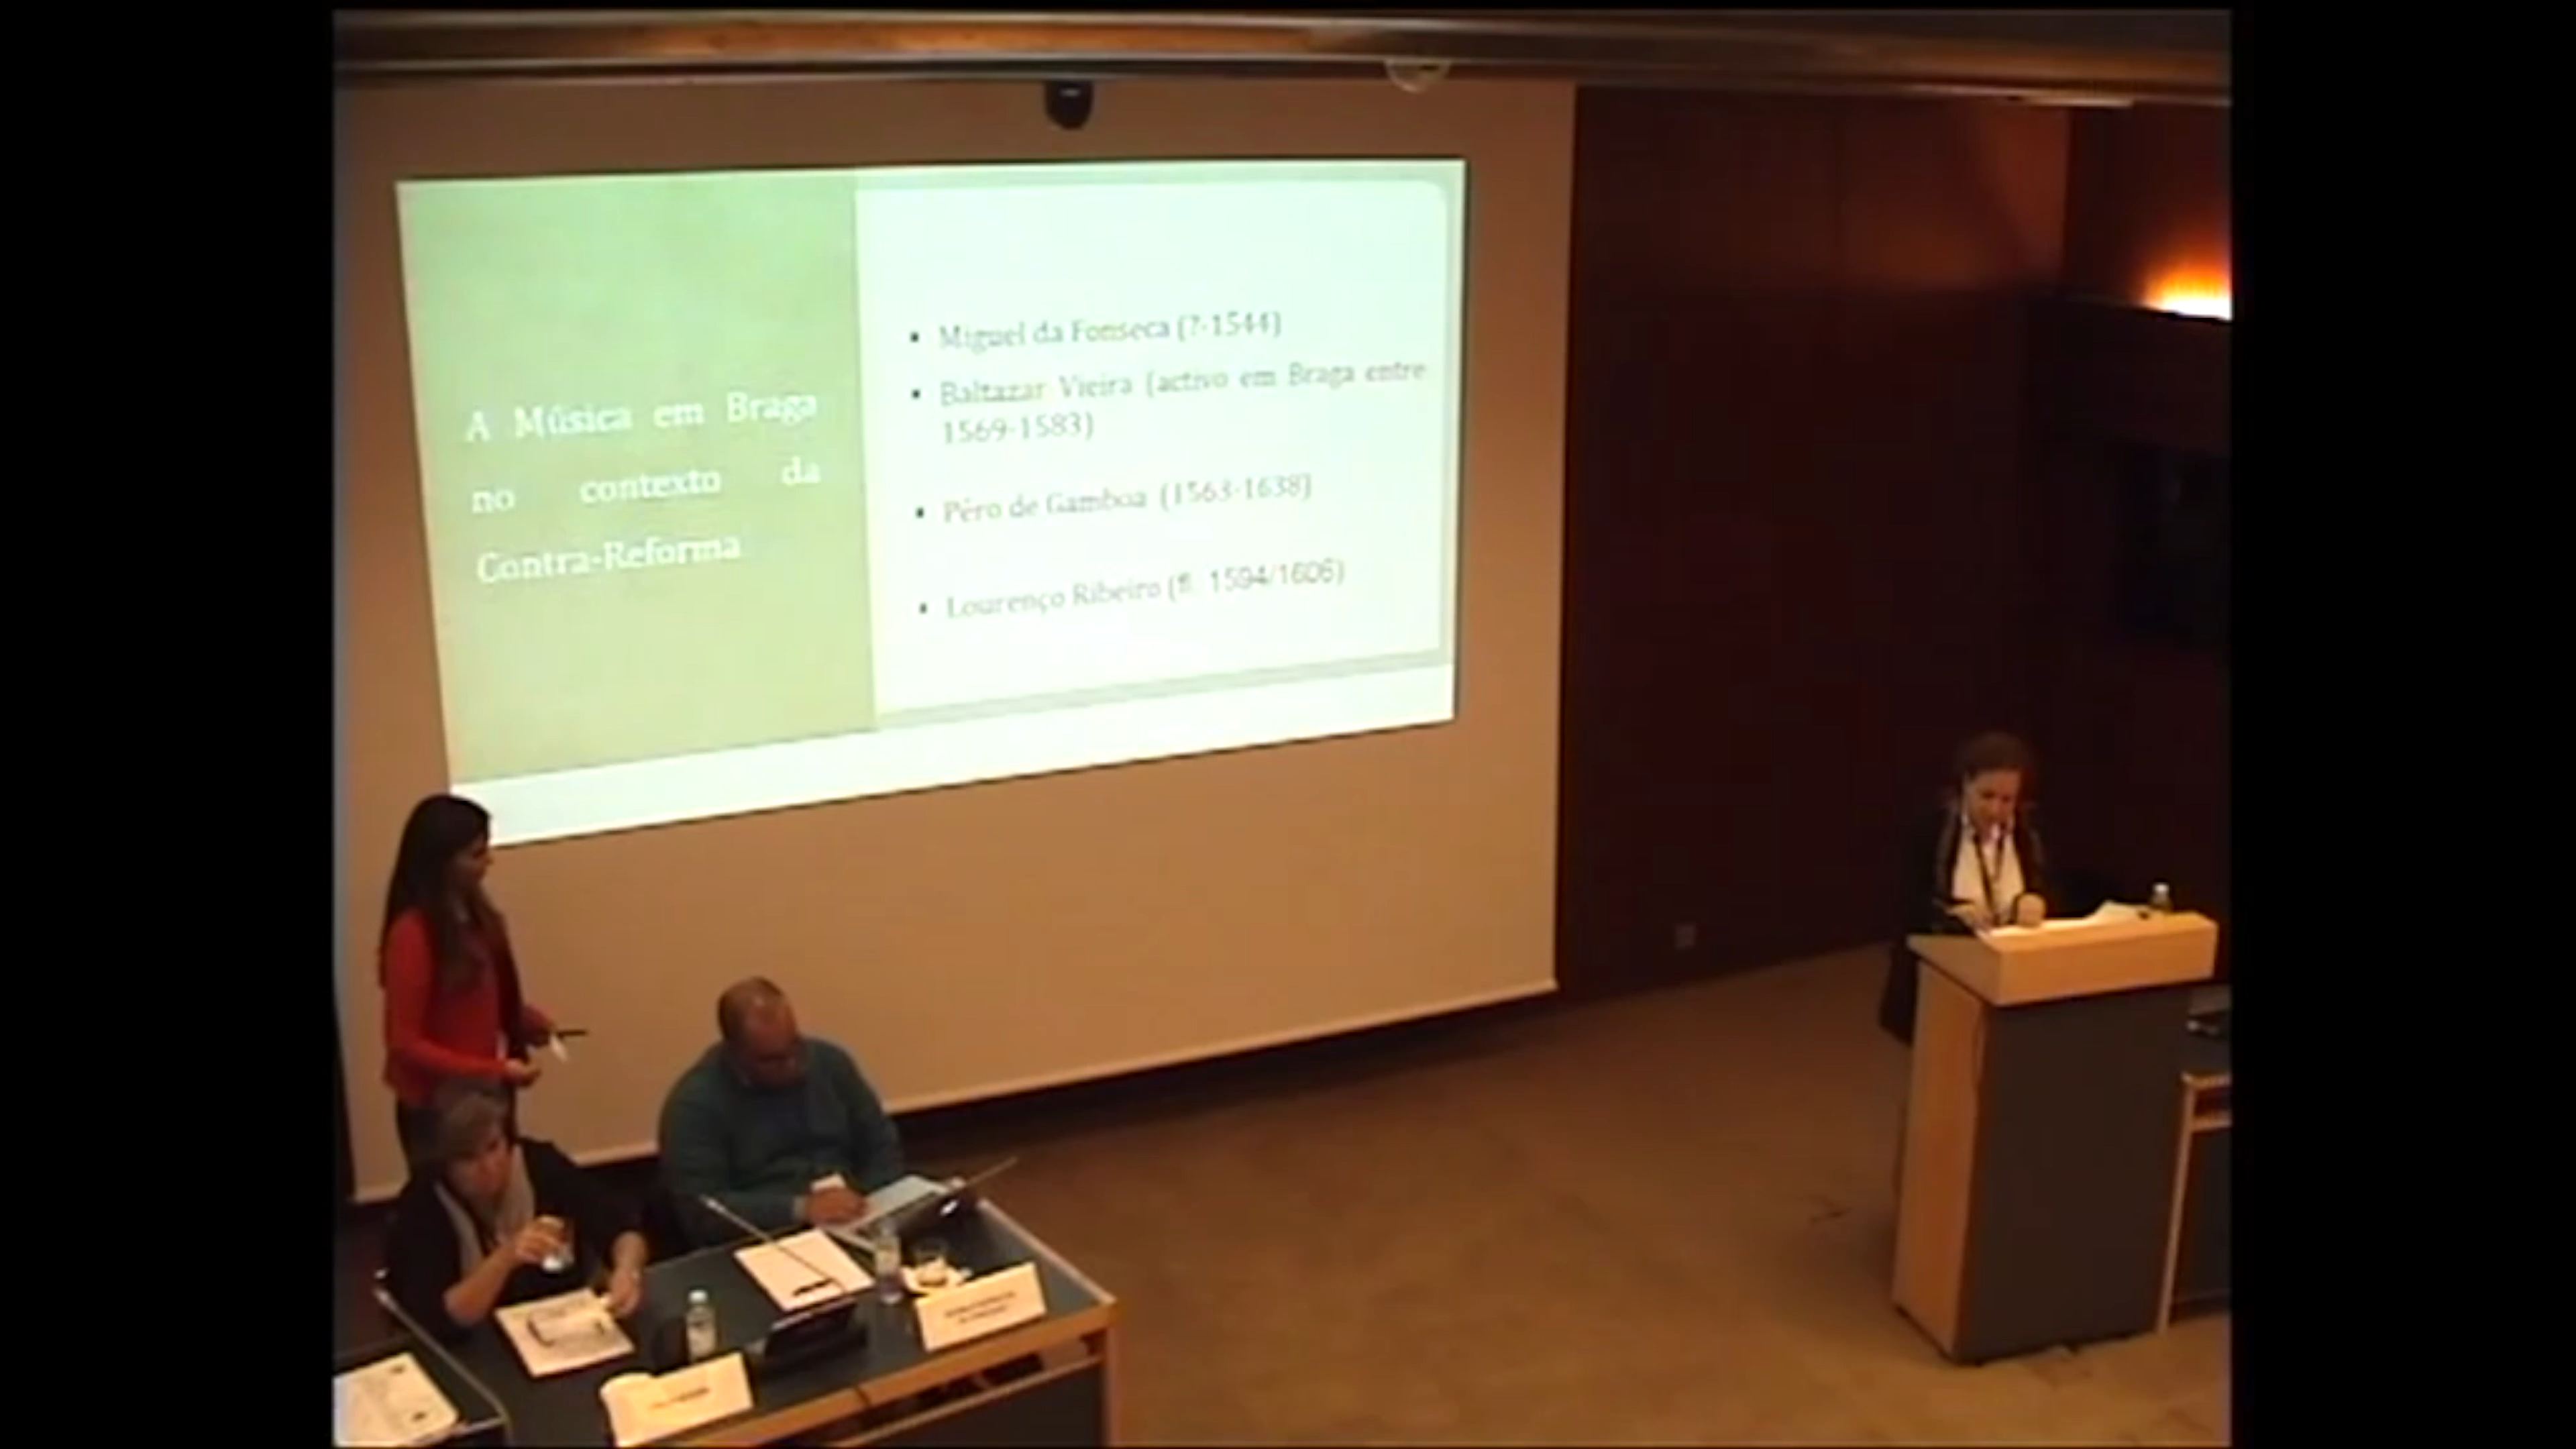 A Música em Braga
no contexto da
Contra-Reforma
▪ Miguel da Fonseca (?-1544)
▪ Baltazar Vieira (activo em Braga entre
1569-1583)
▪ Pêro de Gamboa (1563-1638)
▪ Lourenço Ribeiro (fl. 1594/1606)